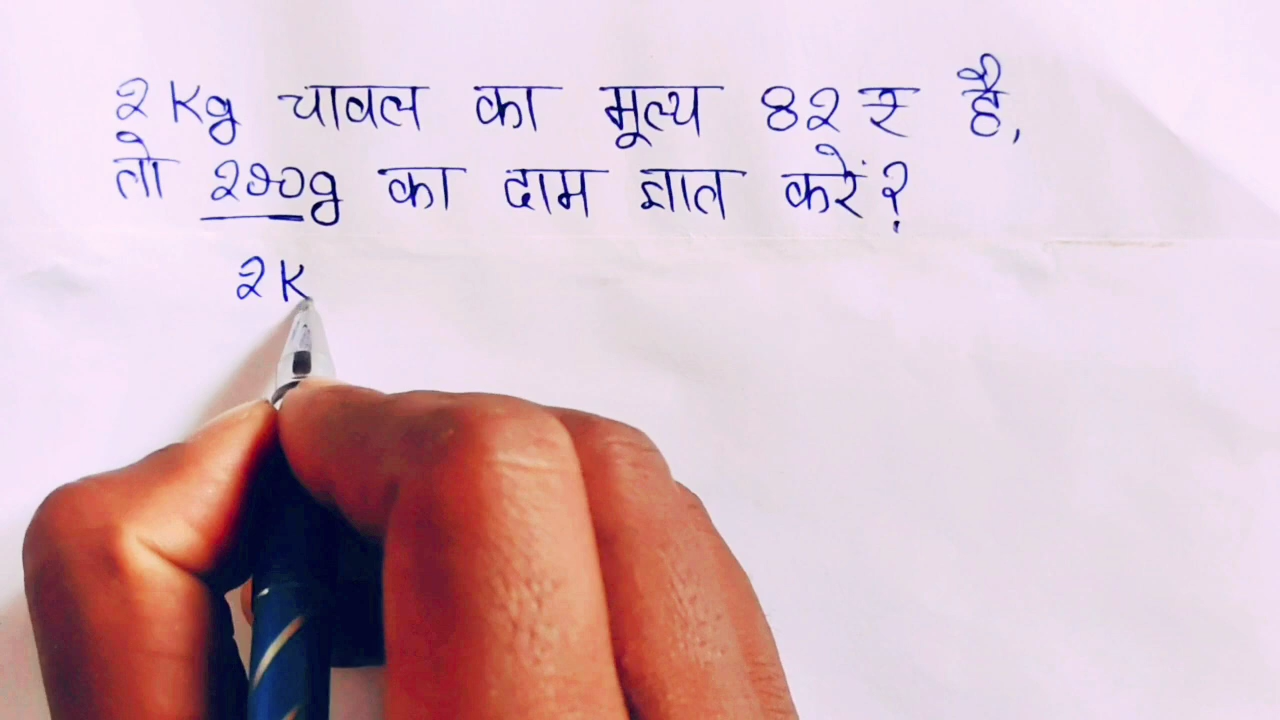 2 Kg चावल का मूल्य 82 ₹ है,
तो 200g का दाम ज्ञात करें?
2 K